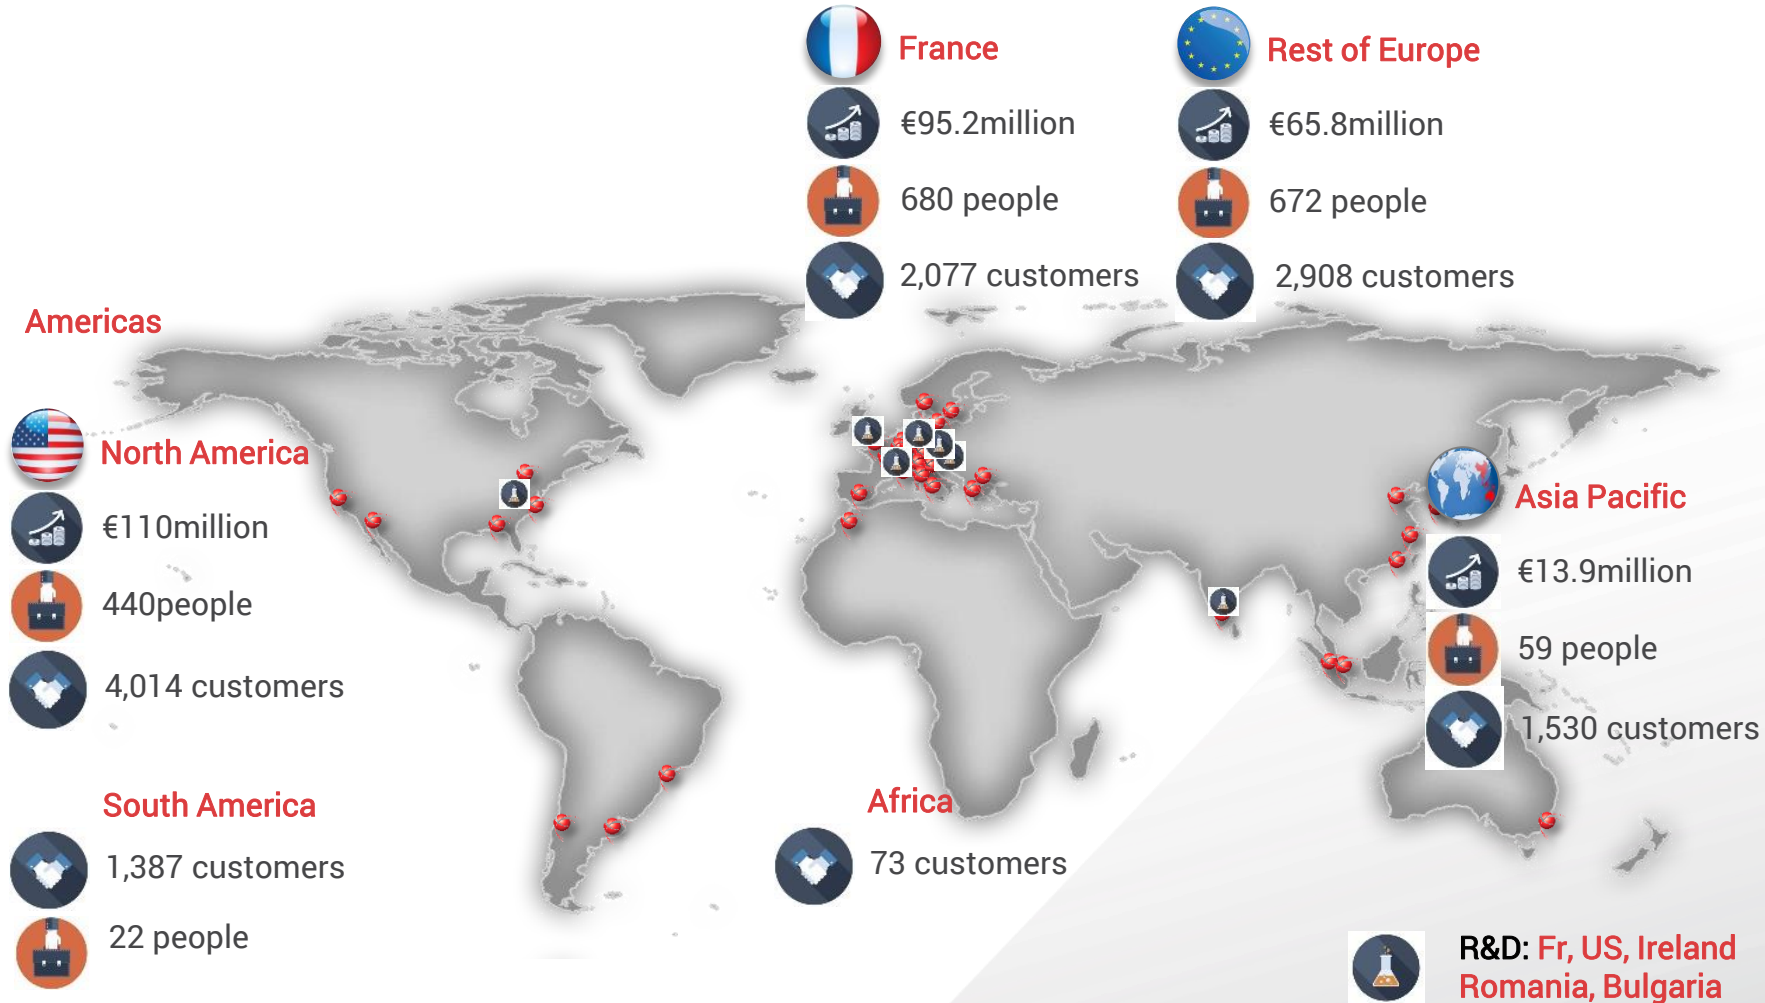 France
€95.2million
680 people
2,077 customers
Rest of Europe
€65.8million
672 people
2,908 customers
Americas
North America
€110million
440people
4,014 customers
South America
1,387 customers
22 people
Africa
73 customers
Asia Pacific
€13.9million
59 people
1,530 customers
R&D: Fr, US, Ireland
Romania, Bulgaria